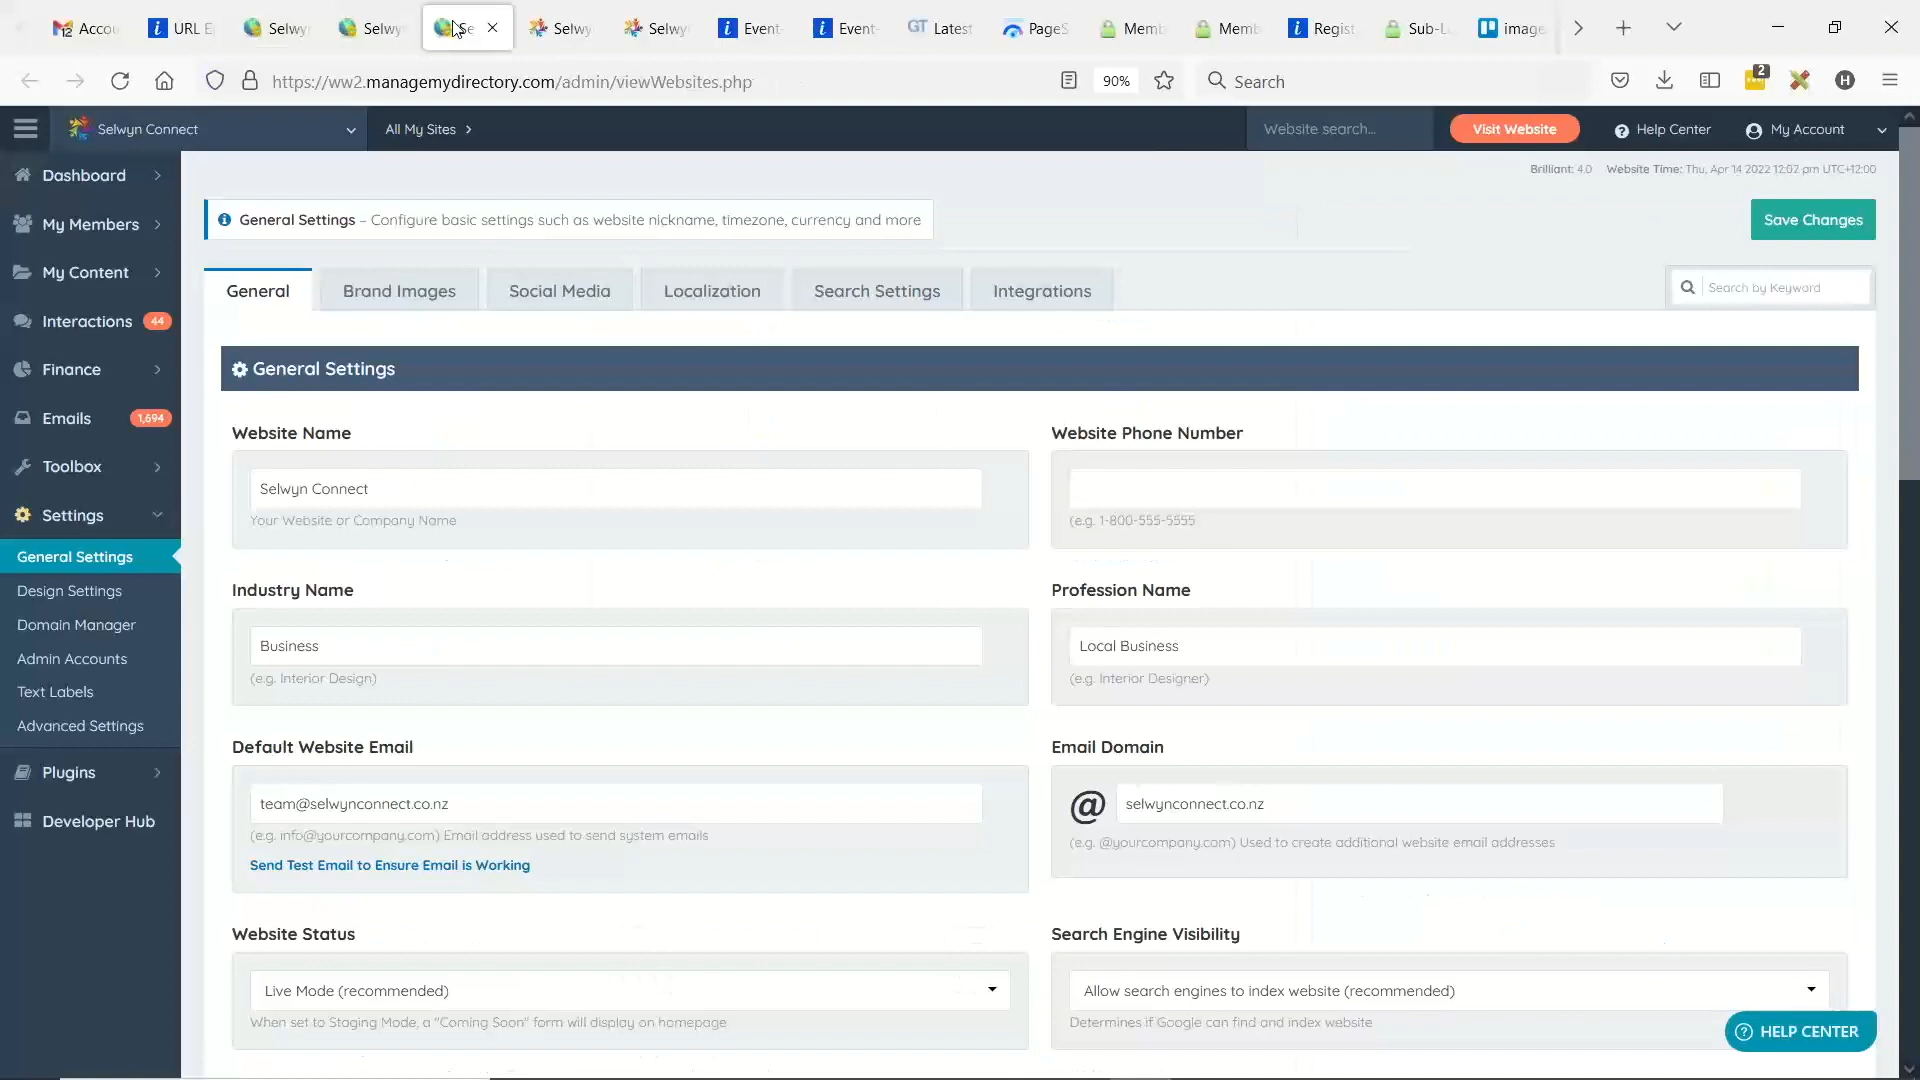 Accou
URL E
Selwyn
Selwy
Se
Selwy
Selwy
Event
Event-
GT Latest
PageS
Memb
Memb
Regist
Sub-L
image
https://ww2.managemydirectory.com/admin/viewWebsites.php
90%
Search
2
H
Selwyn Connect
All My Sites
Website search...
Visit Website
Help Center
My Account
Brilliant: 4.0 Website Time: Thu, Apr 14 2022 12:02 pm UTC+12:00
Dashboard
My Members
My Content
Interactions 44
Finance
Emails 1,694
Toolbox
Settings
General Settings
Design Settings
Domain Manager
Admin Accounts
Text Labels
Advanced Settings
Plugins
Developer Hub
General Settings – Configure basic settings such as website nickname, timezone, currency and more
Save Changes
General
Brand Images
Social Media
Localization
Search Settings
Integrations
Search by Keyword
General Settings
Website Name
Selwyn Connect
Your Website or Company Name
Website Phone Number
(e.g. 1-800-555-5555
Industry Name
Business
(e.g. Interior Design)
Profession Name
Local Business
(e.g. Interior Designer)
Default Website Email
team@selwynconnect.co.nz
(e.g. info@yourcompany.com) Email address used to send system emails
Send Test Email to Ensure Email is Working
Email Domain
@ selwynconnect.co.nz
(e.g. @yourcompany.com) Used to create additional website email addresses
Website Status
Live Mode (recommended)
When set to Staging Mode, a "Coming Soon" form will display on homepage
Search Engine Visibility
Allow search engines to index website (recommended)
Determines if Google can find and index website
HELP CENTER